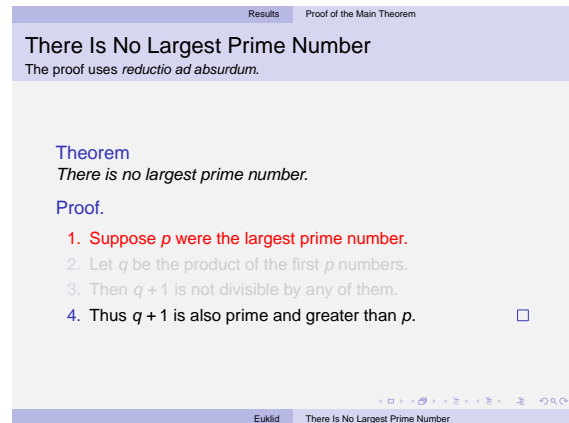 Results Proof of the Main Theorem
There Is No Largest Prime Number
The proof uses reductio ad absurdum.
Theorem
There is no largest prime number.
Proof.
1. Suppose p were the largest prime number.
2. Let q be the product of the first p numbers.
3. Then q + 1 is not divisible by any of them.
4. Thus q + 1 is also prime and greater than p.
Euklid There Is No Largest Prime Number